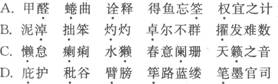 A. 甲醛 蜷曲 诠释 得鱼忘筌 权宜之计
B. 泥淖 拙笨 灼灼 卓尔不群 擢发难数
C. 懒怠 瘌痢 水獭 春意阑珊 天籁之音
D. 庇护 秕谷 臂膀 筚路蓝缕 笔墨官司